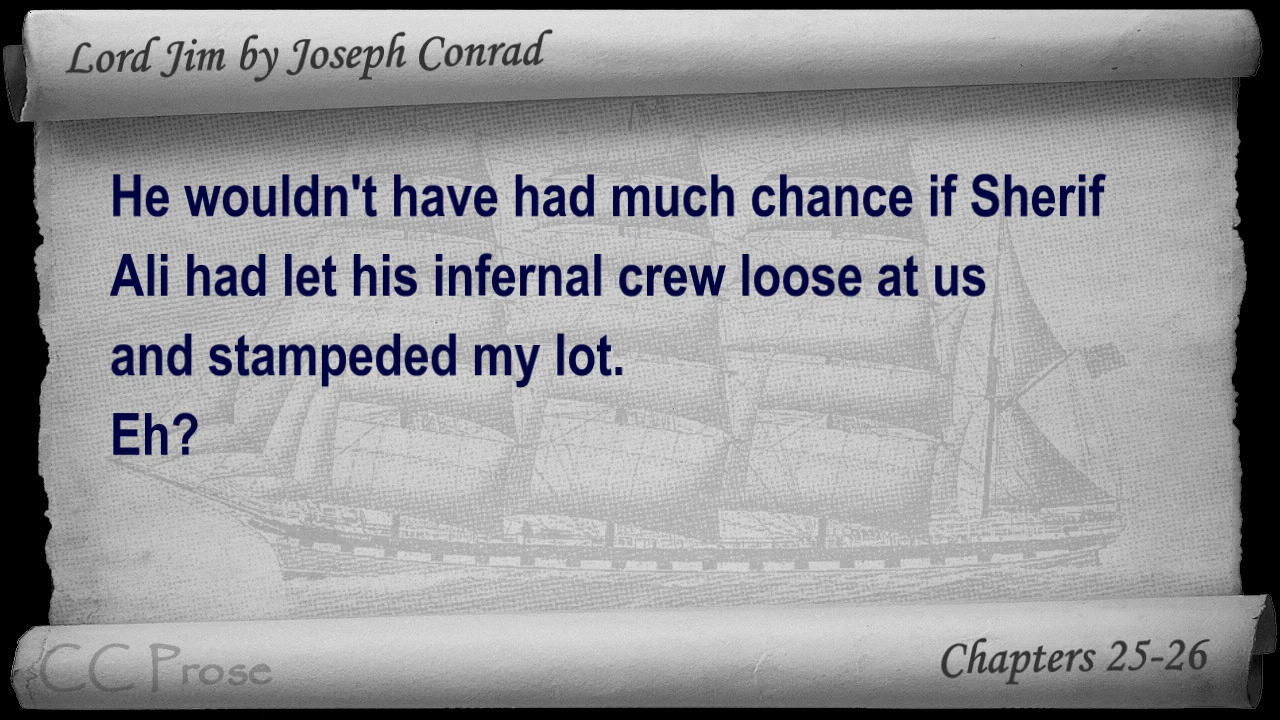 Lord Jim by Joseph Conrad
He wouldn't have had much chance if Sherif
Ali had let his infernal crew loose at us
and stampeded my lot.
Eh?
CC Prose
Chapters 25-26